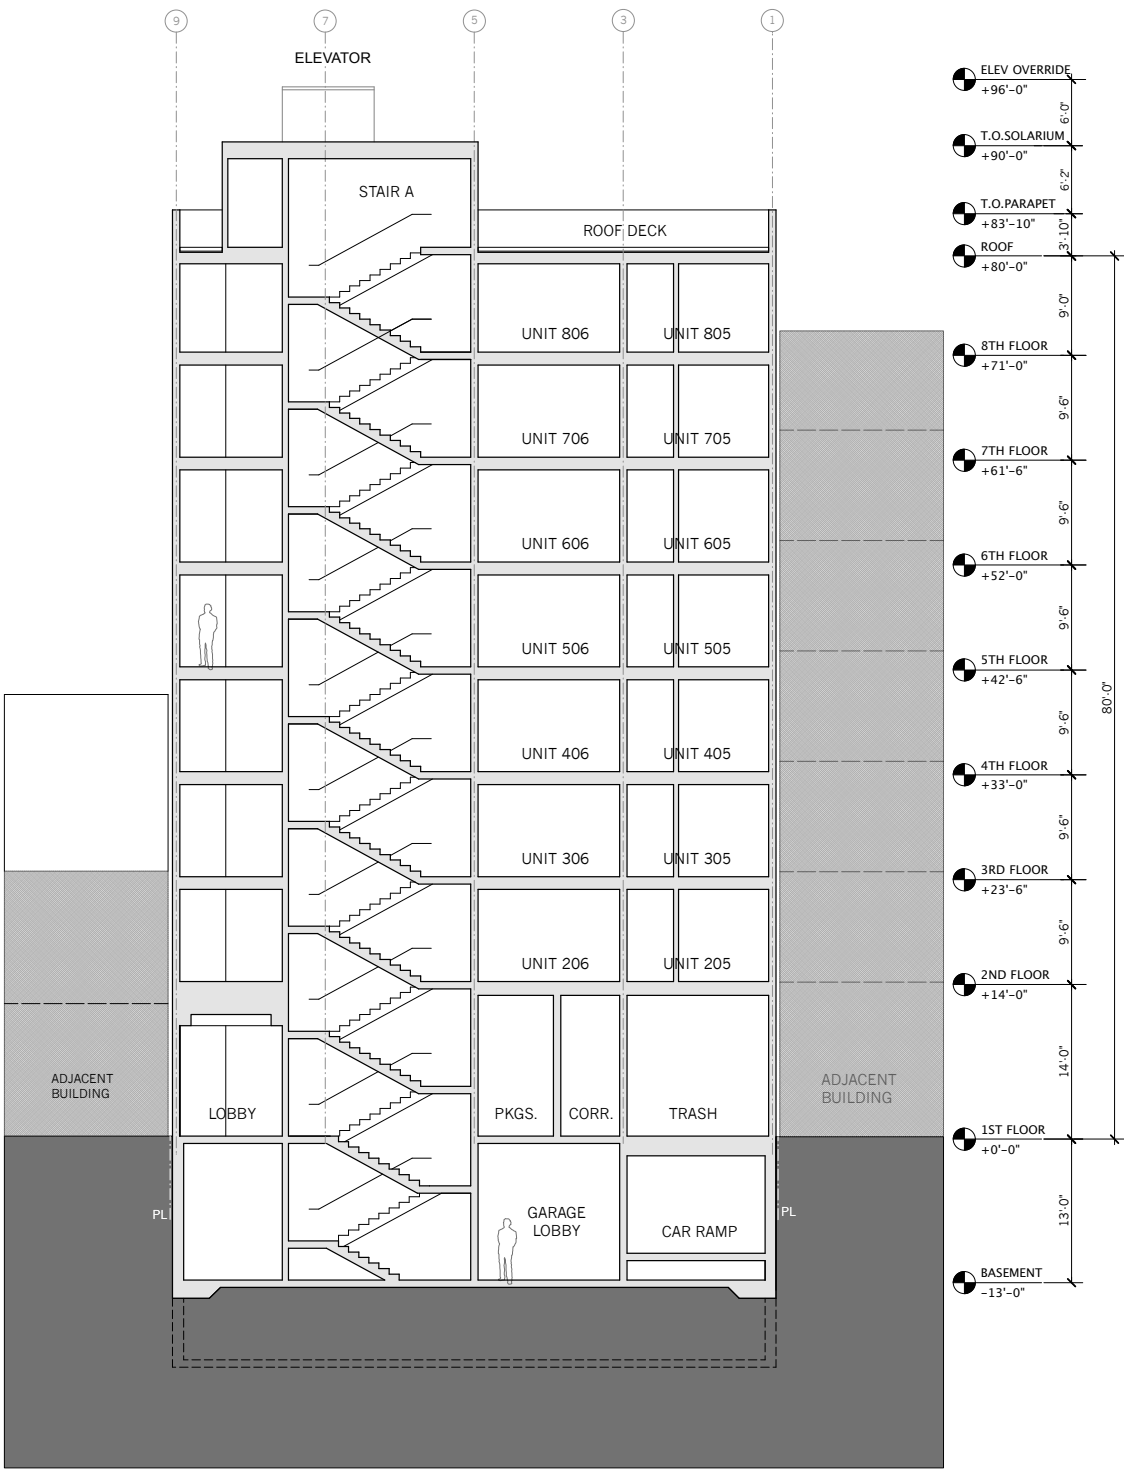 9
7
5
3
1
ELEVATOR
ELEV OVERRIDE
+96'-0"
6'-0"
T.O.SOLARIUM
+90'-0"
STAIR A
6'-2"
T.O.PARAPET
+83'-10"
ROOF DECK
3'-10"
ROOF
+80'-0"
9'-0"
UNIT 806
UNIT 805
8TH FLOOR
+71'-0"
9'-6"
UNIT 706
UNIT 705
7TH FLOOR
+61'-6"
9'-6"
UNIT 606
UNIT 605
6TH FLOOR
+52'-0"
9'-6"
UNIT 506
UNIT 505
5TH FLOOR
+42'-6"
80'-0"
9'-6"
UNIT 406
UNIT 405
4TH FLOOR
+33'-0"
9'-6"
UNIT 306
UNIT 305
3RD FLOOR
+23'-6"
9'-6"
UNIT 206
UNIT 205
2ND FLOOR
+14'-0"
14'-0"
ADJACENT
BUILDING
LOBBY
PKGS.
CORR.
TRASH
ADJACENT
BUILDING
1ST FLOOR
+0'-0"
13'-0"
PL
GARAGE
LOBBY
CAR RAMP
PL
BASEMENT
-13'-0"